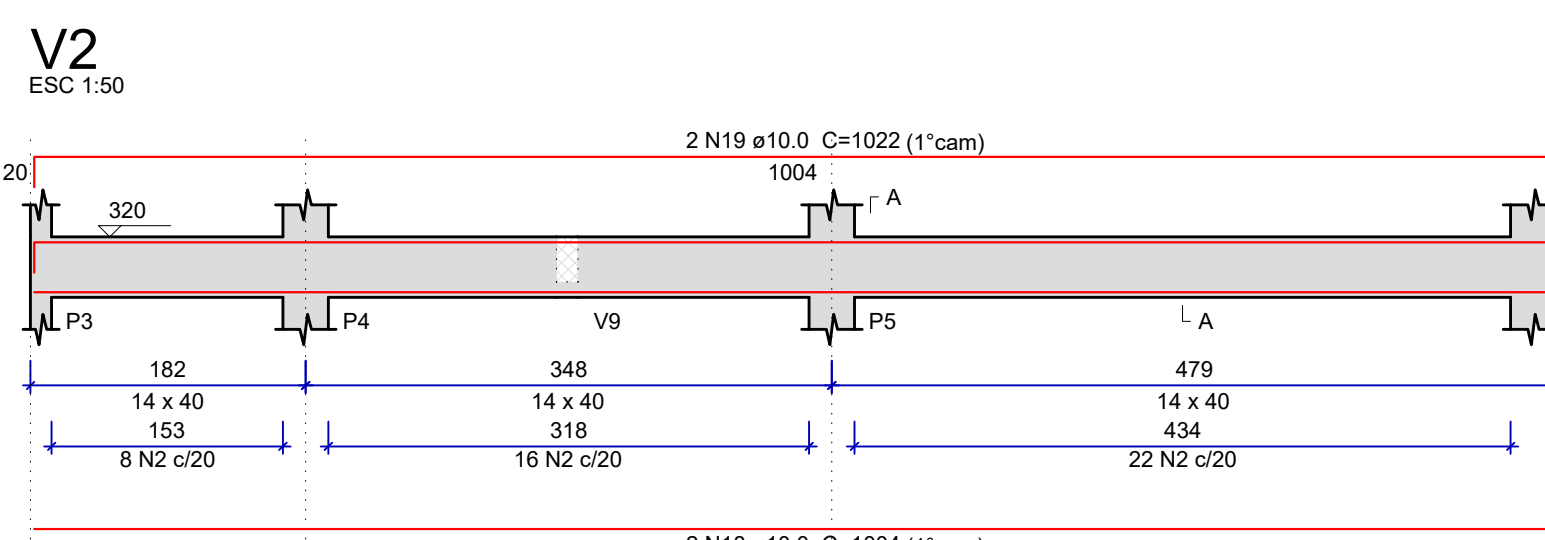 V2
ESC 1:50
2 N19 ø10.0 C=1022 (1°cam)
20
1004
A
320
P3
P4
V9
P5
A
182
348
479
14 x 40
14 x 40
14 x 40
153
318
434
8 N2 c/20
16 N2 c/20
22 N2 c/20